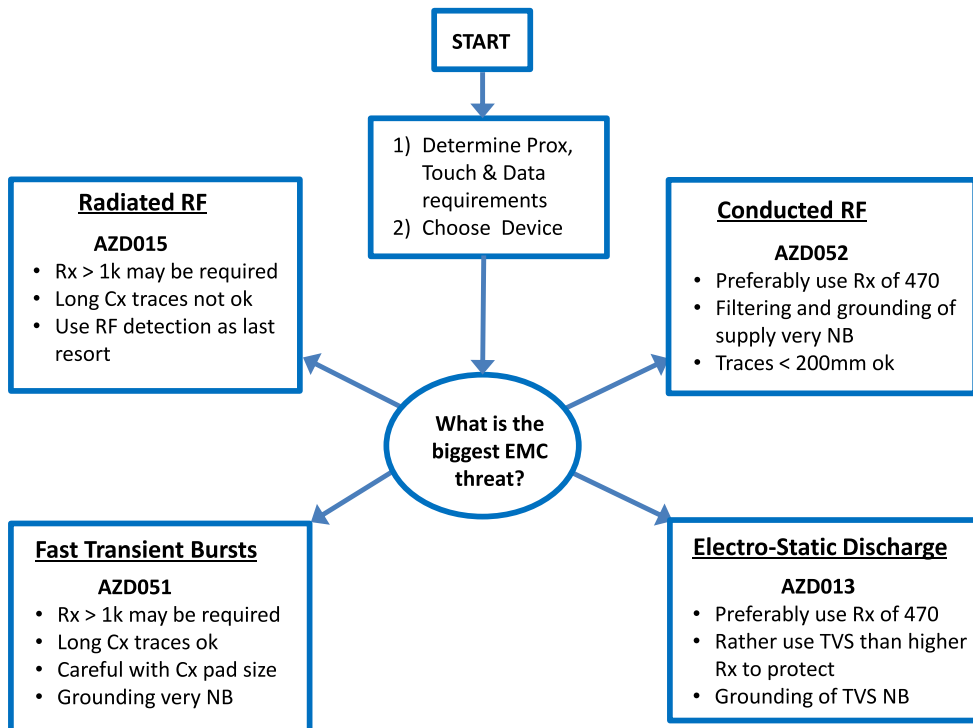 START
1) Determine Prox,
Touch & Data
requirements
2) Choose Device
Radiated RF
AZD015
• Rx > 1k may be required
• Long Cx traces not ok
• Use RF detection as last
resort
Conducted RF
AZD052
• Preferably use Rx of 470
• Filtering and grounding of
supply very NB
• Traces < 200mm ok
What is the
biggest EMC
threat?
Fast Transient Bursts
AZD051
• Rx > 1k may be required
• Long Cx traces ok
• Careful with Cx pad size
• Grounding very NB
Electro-Static Discharge
AZD013
• Preferably use Rx of 470
• Rather use TVS than higher
Rx to protect
• Grounding of TVS NB